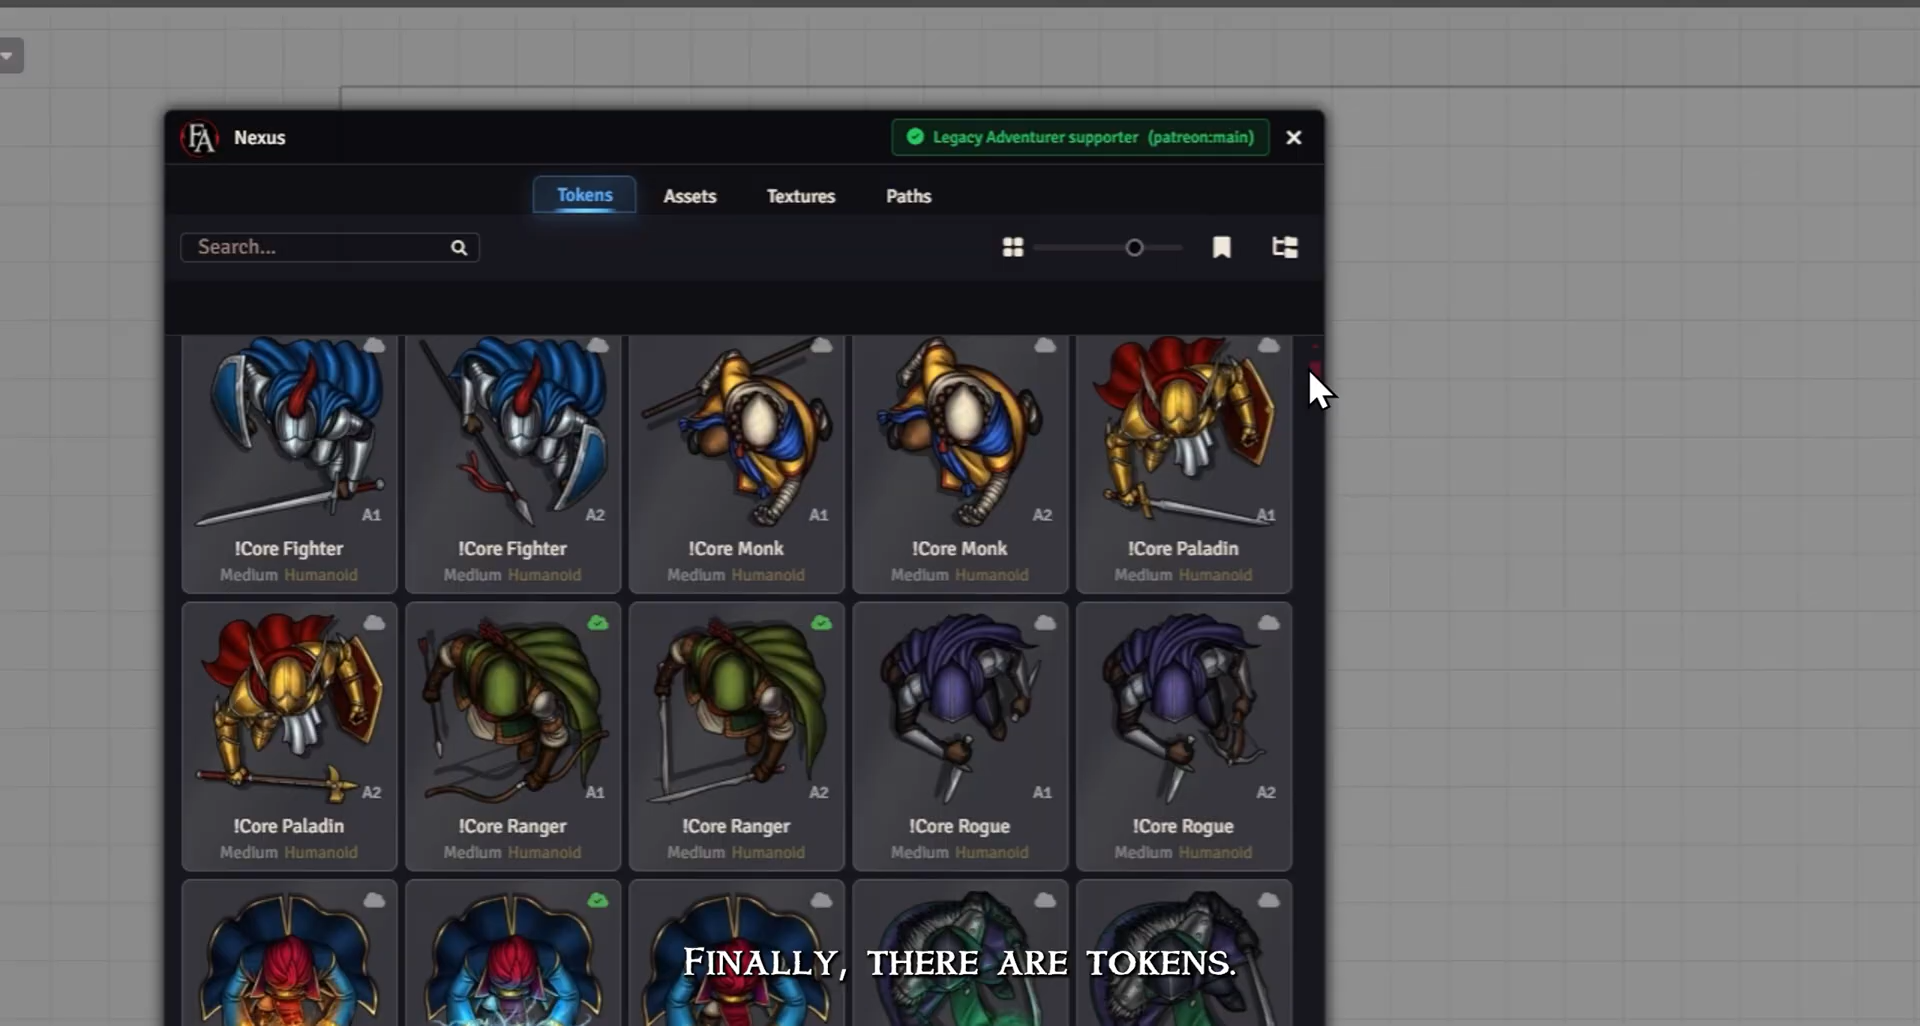 FA Nexus
Legacy Adventurer supporter (patreon:main)
Tokens Assets Textures Paths
Search...
A1 A2 A1 A2 A1
!Core Fighter !Core Fighter !Core Monk !Core Monk !Core Paladin
Medium Humanoid Medium Humanoid Medium Humanoid Medium Humanoid Medium Humanoid
A2 A1 A2 A1 A2
!Core Paladin !Core Ranger !Core Ranger !Core Rogue !Core Rogue
Medium Humanoid Medium Humanoid Medium Humanoid Medium Humanoid Medium Humanoid
FINALLY, THERE ARE TOKENS.